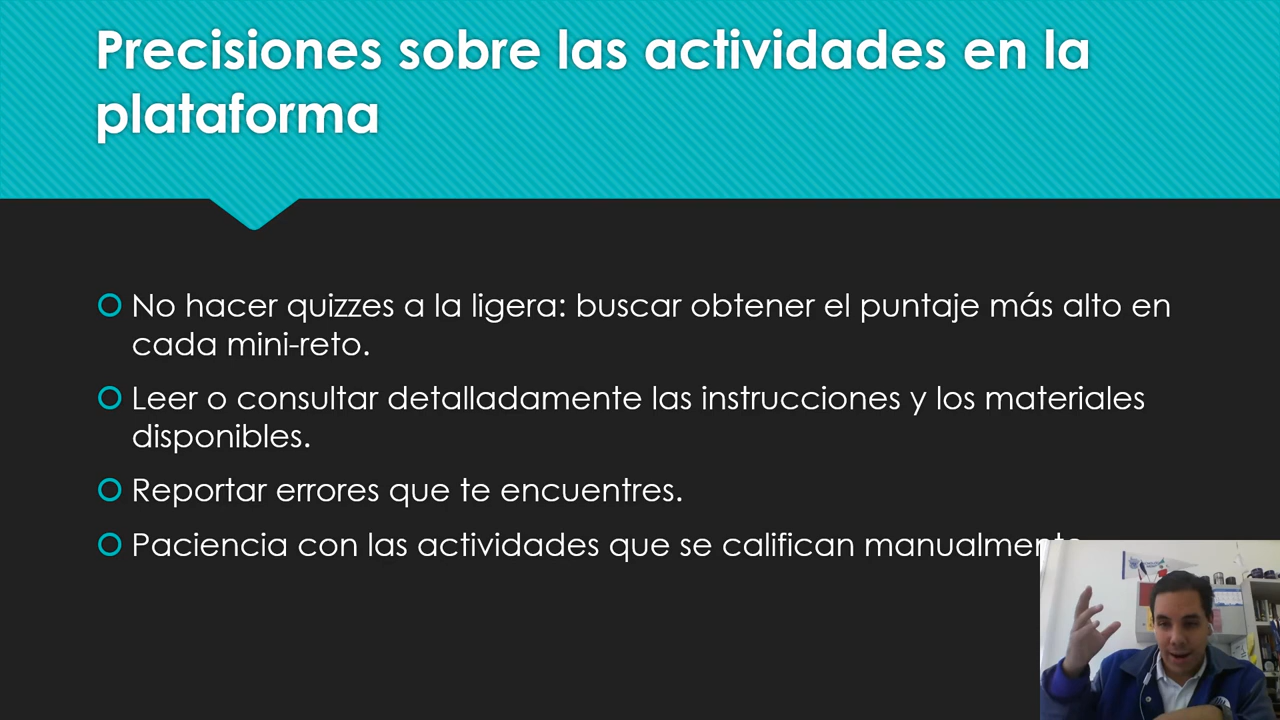 Precisiones sobre las actividades en la
plataforma
No hacer quizzes a la ligera: buscar obtener el puntaje más alto en
cada mini-reto.
Leer o consultar detalladamente las instrucciones y los materiales
disponibles.
Reportar errores que te encuentres.
Paciencia con las actividades que se califican manualmente.